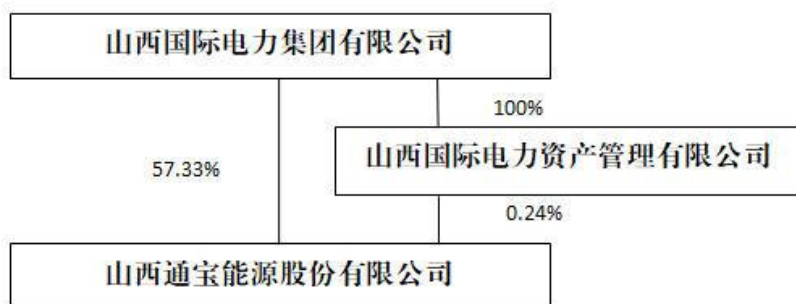 山西国际电力集团有限公司
100%
山西国际电力资产管理有限公司
57.33%
0.24%
山西通宝能源股份有限公司